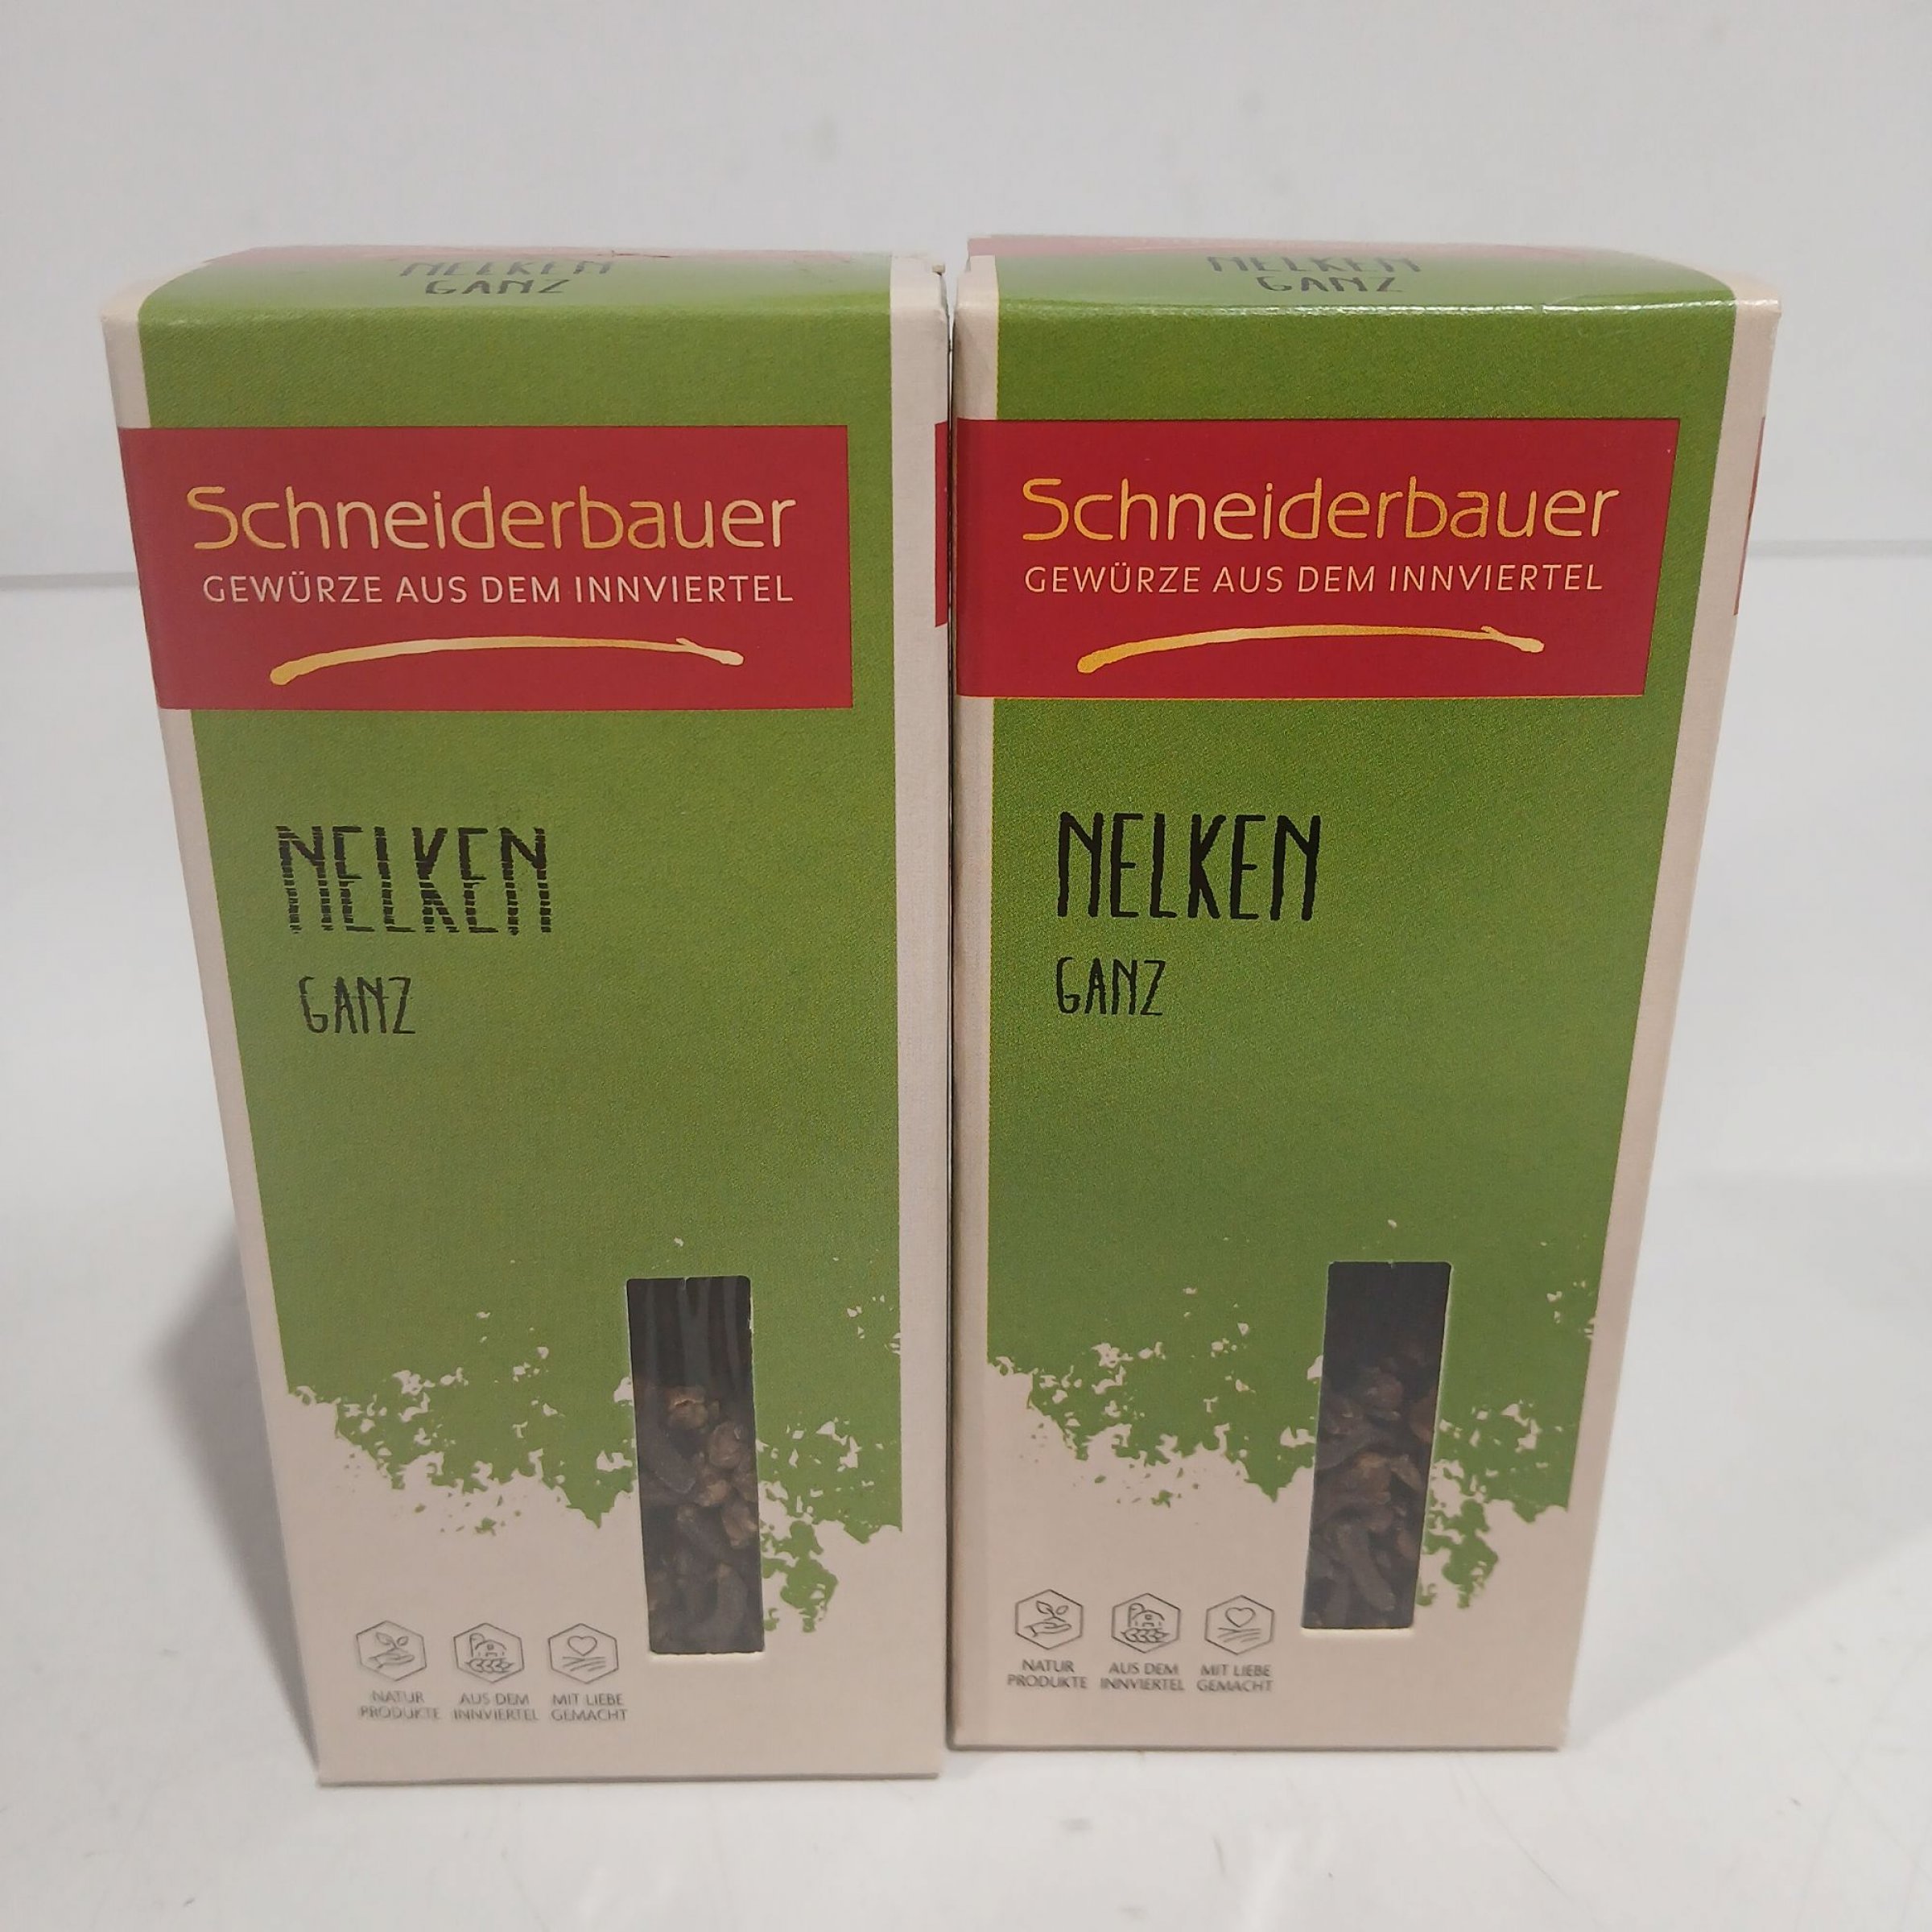 NELKEN
GANZ
Schneiderbauer
GEWÜRZE AUS DEM INNVIERTEL
NELKEN
GANZ
NATUR
PRODUKTE
AUS DEM
INNVIERTEL
MIT LIEBE
GEMACHT
NELKEN
GANZ
Schneiderbauer
GEWÜRZE AUS DEM INNVIERTEL
NELKEN
GANZ
NATUR
PRODUKTE
AUS DEM
INNVIERTEL
MIT LIEBE
GEMACHT